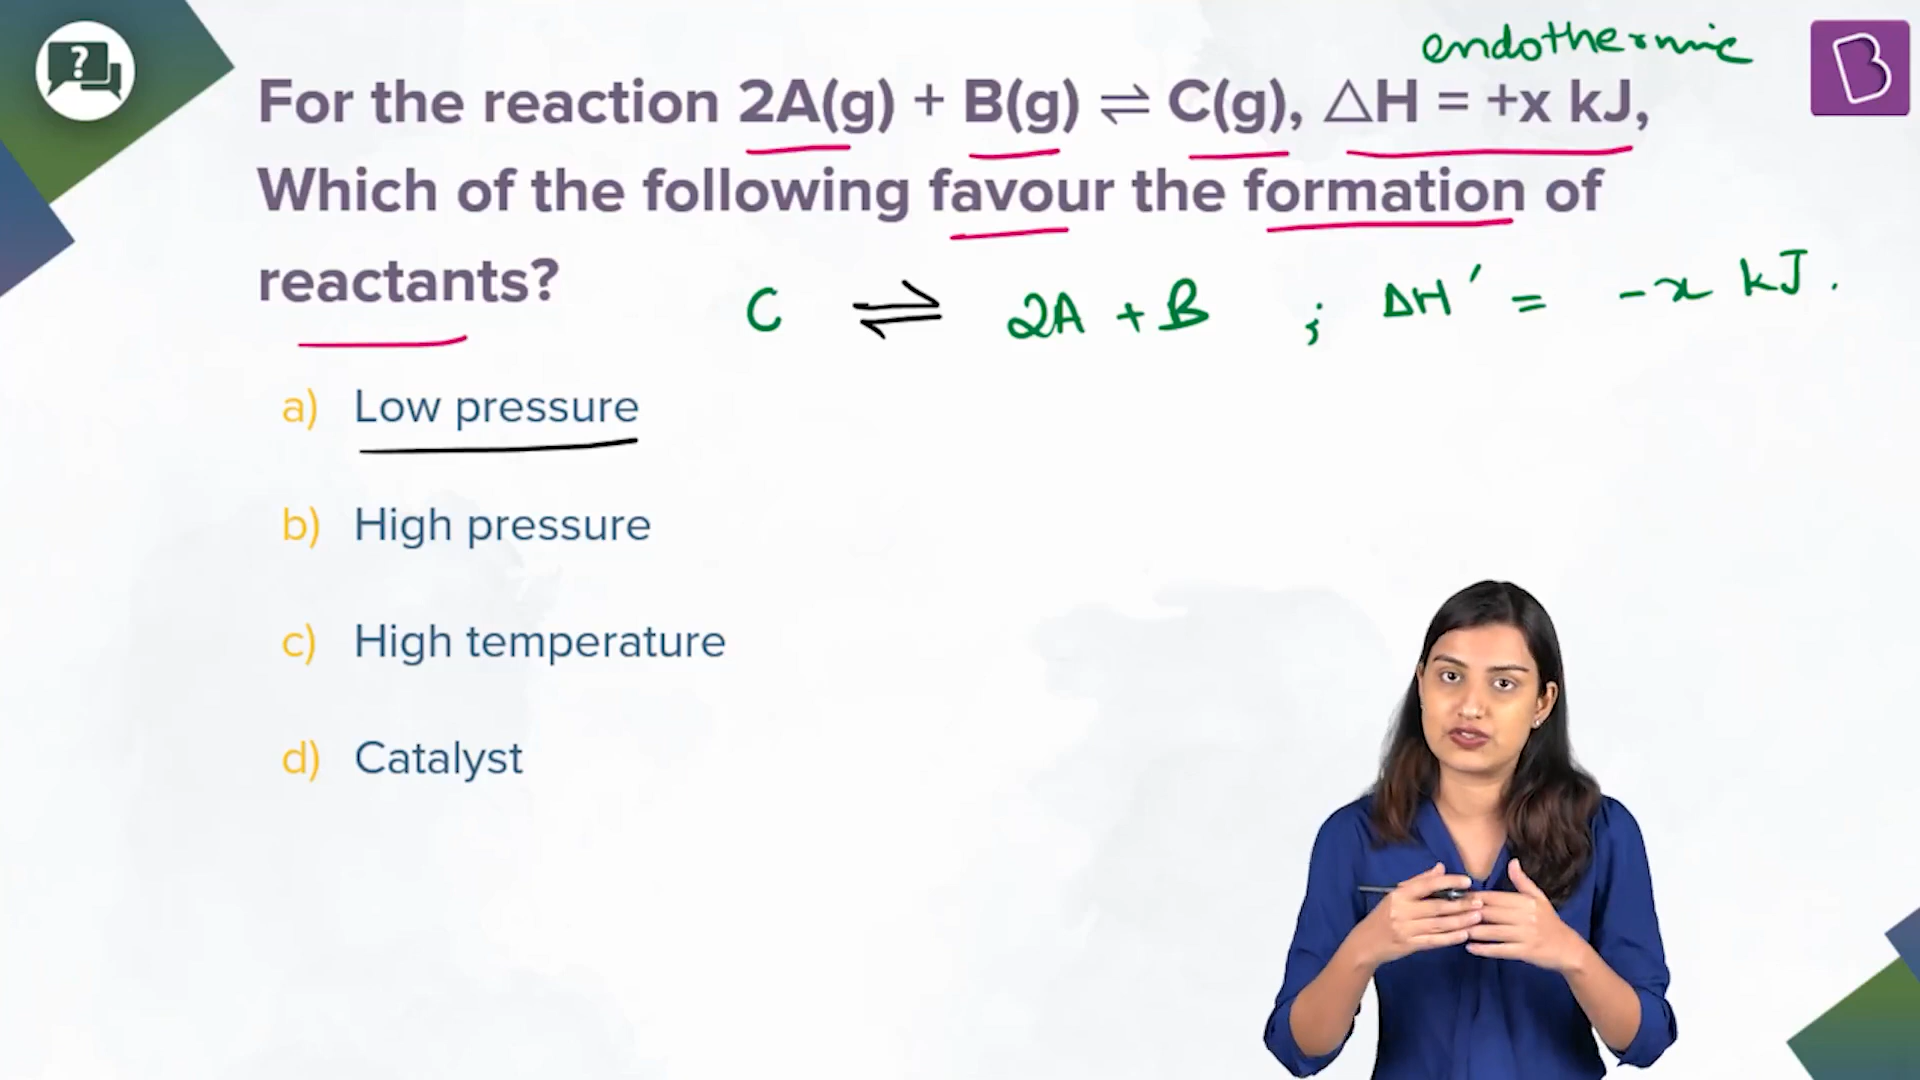 ?
endothermic
B
For the reaction 2A(g) + B(g) ⇌ C(g), △H = +x kJ,
Which of the following favour the formation of
reactants?
C ⇌ 2A + B ; ΔH' = -x kJ.
a) Low pressure
b) High pressure
c) High temperature
d) Catalyst